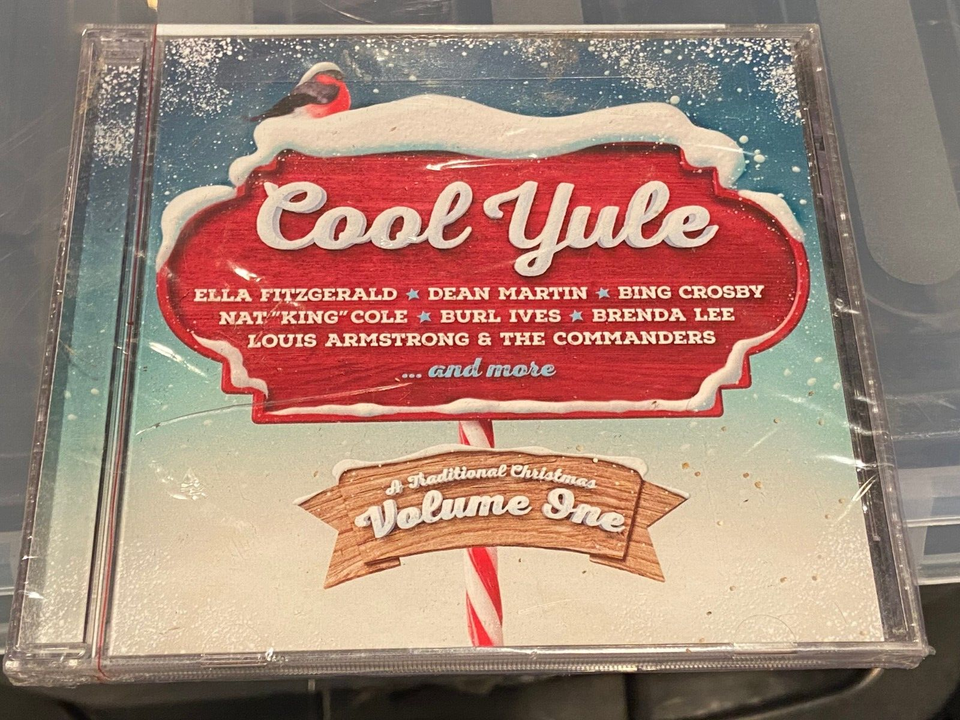 Cool Yule
ELLA FITZGERALD ★ DEAN MARTIN ★ BING CROSBY
NAT "KING" COLE ★ BURL IVES ★ BRENDA LEE
LOUIS ARMSTRONG & THE COMMANDERS
... and more
A Traditional Christmas
Volume One